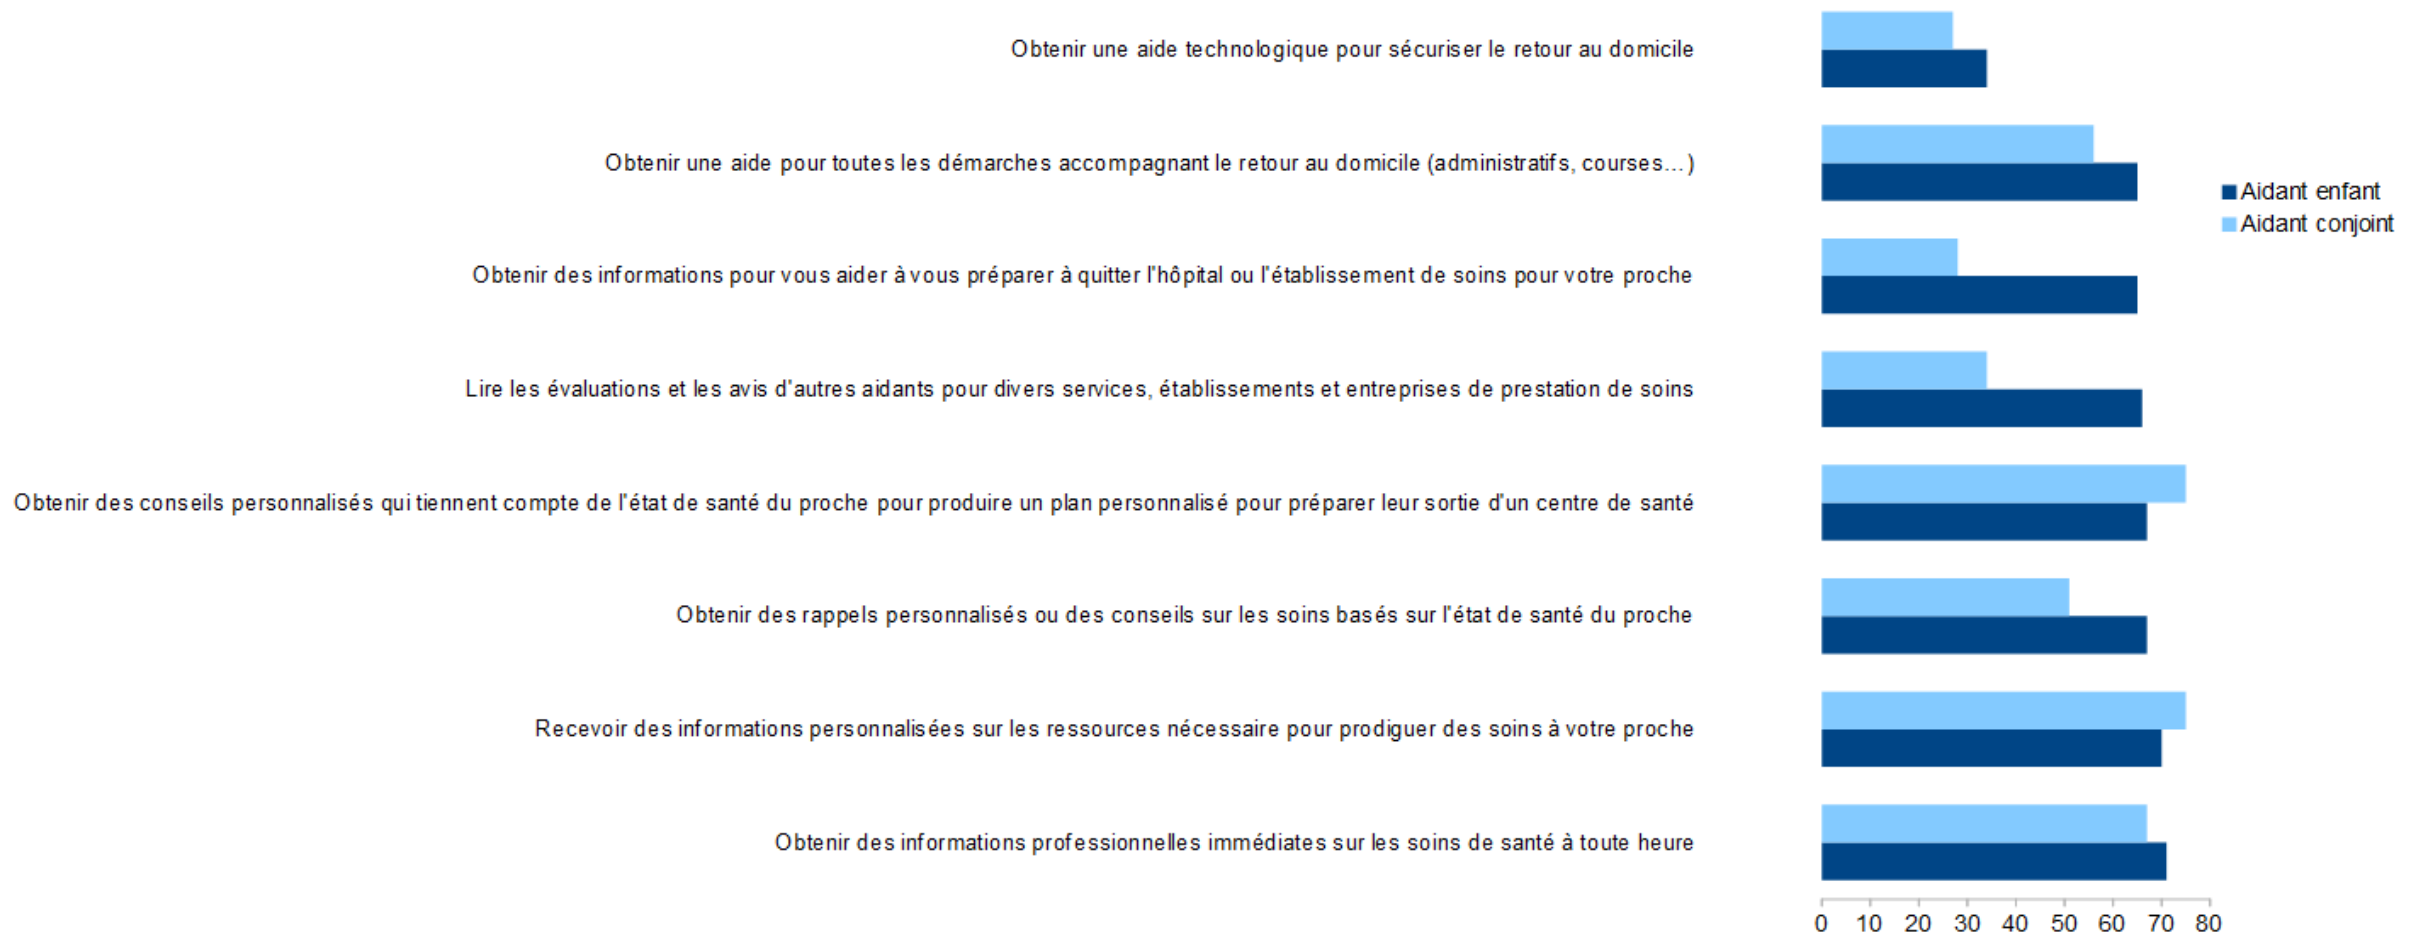 Obtenir une aide technologique pour sécuriser le retour au domicile
Obtenir une aide pour toutes les démarches accompagnant le retour au domicile (administratifs, courses…)
Aidant enfant
Aidant conjoint
Obtenir des informations pour vous aider à vous préparer à quitter l'hôpital ou l'établissement de soins pour votre proche
Lire les évaluations et les avis d'autres aidants pour divers services, établissements et entreprises de prestation de soins
Obtenir des conseils personnalisés qui tiennent compte de l'état de santé du proche pour produire un plan personnalisé pour préparer leur sortie d'un centre de santé
Obtenir des rappels personnalisés ou des conseils sur les soins basés sur l'état de santé du proche
Recevoir des informations personnalisées sur les ressources nécessaire pour prodiguer des soins à votre proche
Obtenir des informations professionnelles immédiates sur les soins de santé à toute heure
0 10 20 30 40 50 60 70 80